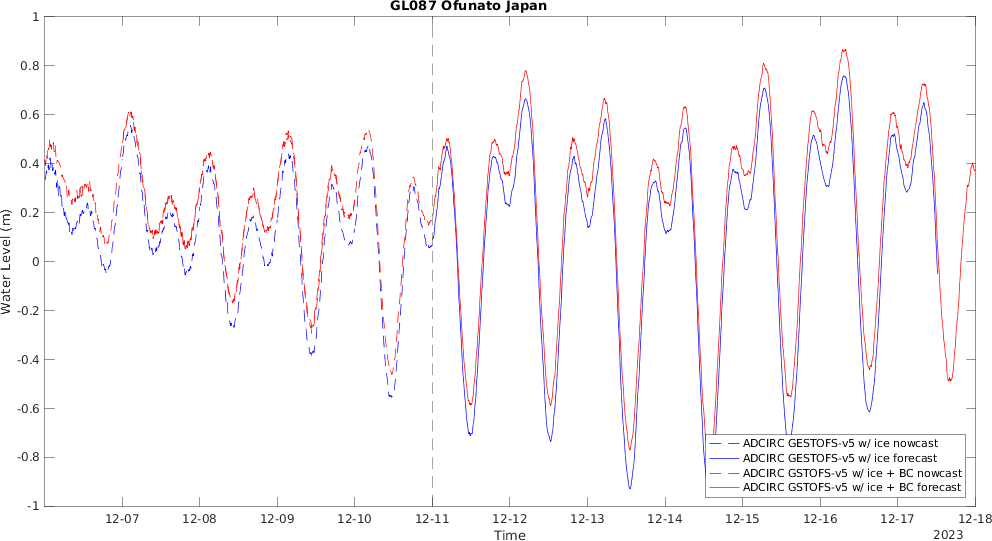 GL087 Ofunato Japan
1
0.8
0.6
0.4
0.2
0
-0.2
-0.4
-0.6
-0.8
-1
Water Level (m)
ADCIRC GESTOFS-v5 w/ ice nowcast
ADCIRC GESTOFS-v5 w/ ice forecast
ADCIRC GSTOFS-v5 w/ ice + BC nowcast
ADCIRC GSTOFS-v5 w/ ice + BC forecast
12-07 12-08 12-09 12-10 12-11 12-12 12-13 12-14 12-15 12-16 12-17 12-18
Time
2023